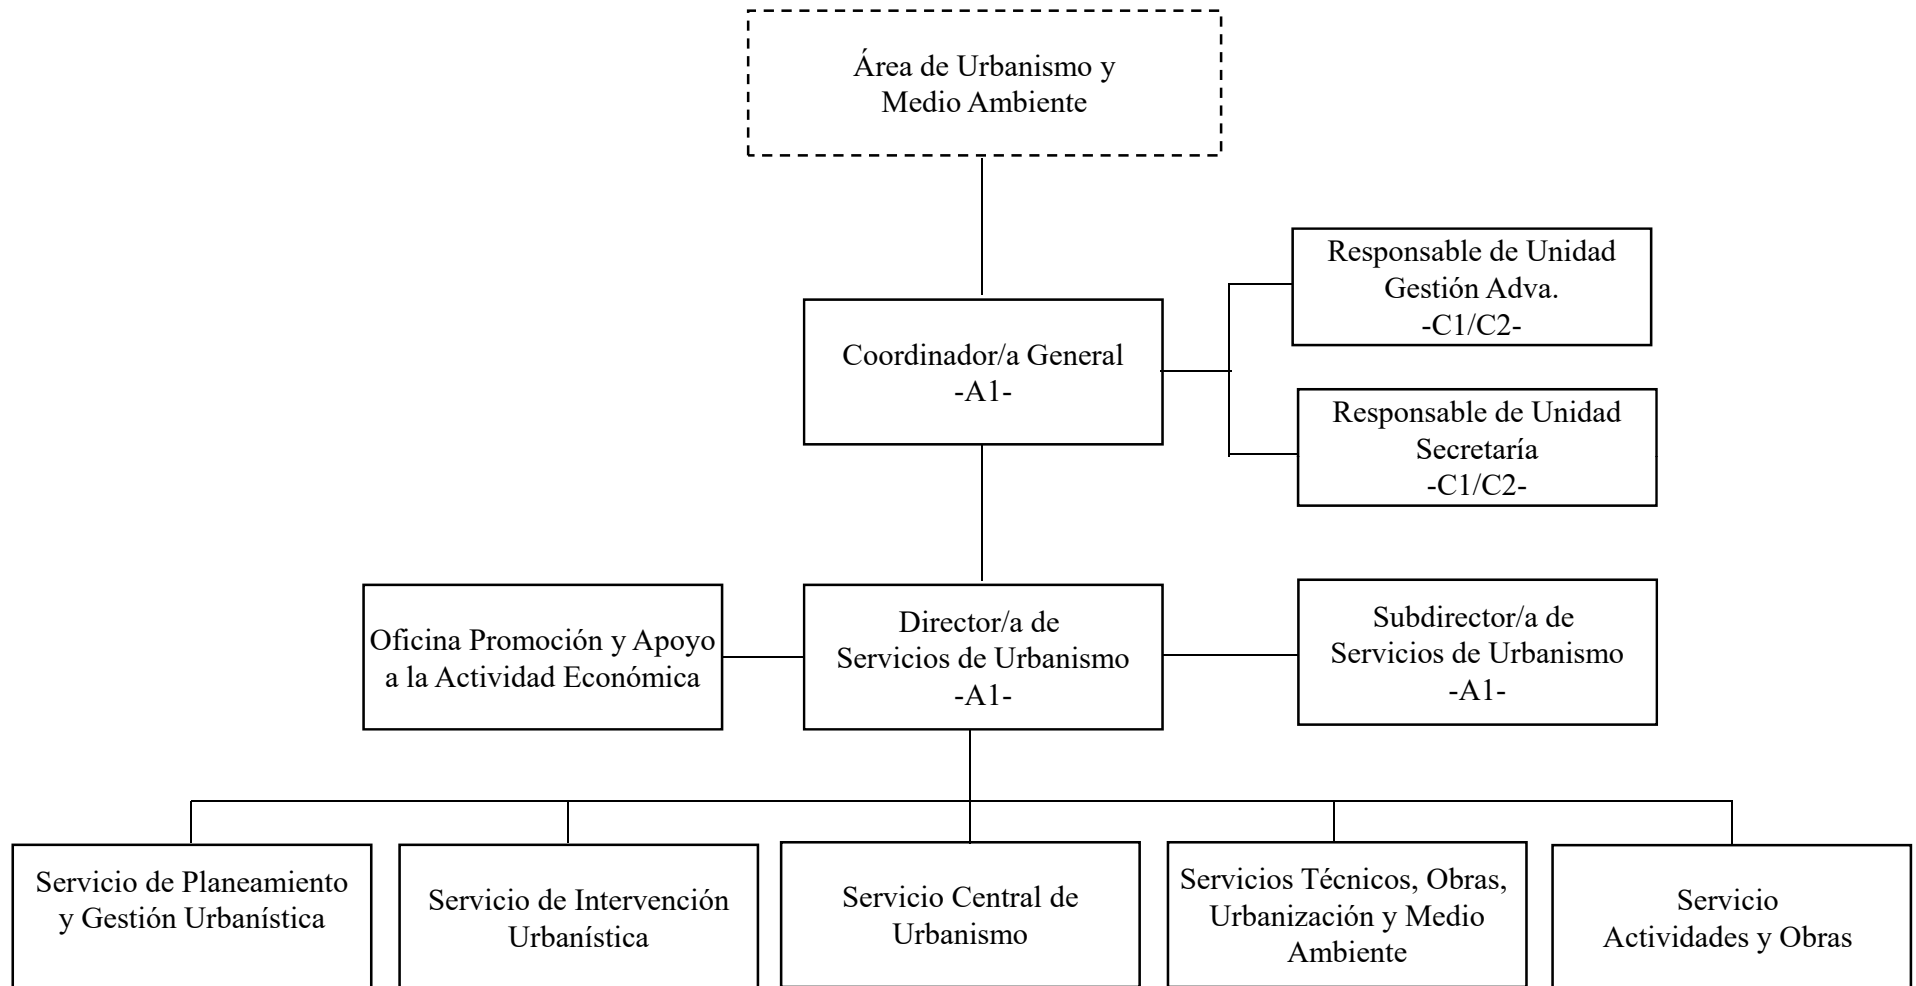 Área de Urbanismo y
Medio Ambiente
Responsable de Unidad
Gestión Adva.
-C1/C2-
Coordinador/a General
-A1-
Responsable de Unidad
Secretaría
-C1/C2-
Oficina Promoción y Apoyo
a la Actividad Económica
Director/a de
Servicios de Urbanismo
-A1-
Subdirector/a de
Servicios de Urbanismo
-A1-
Servicio de Planeamiento
y Gestión Urbanística
Servicio de Intervención
Urbanística
Servicio Central de
Urbanismo
Servicios Técnicos, Obras,
Urbanización y Medio
Ambiente
Servicio
Actividades y Obras